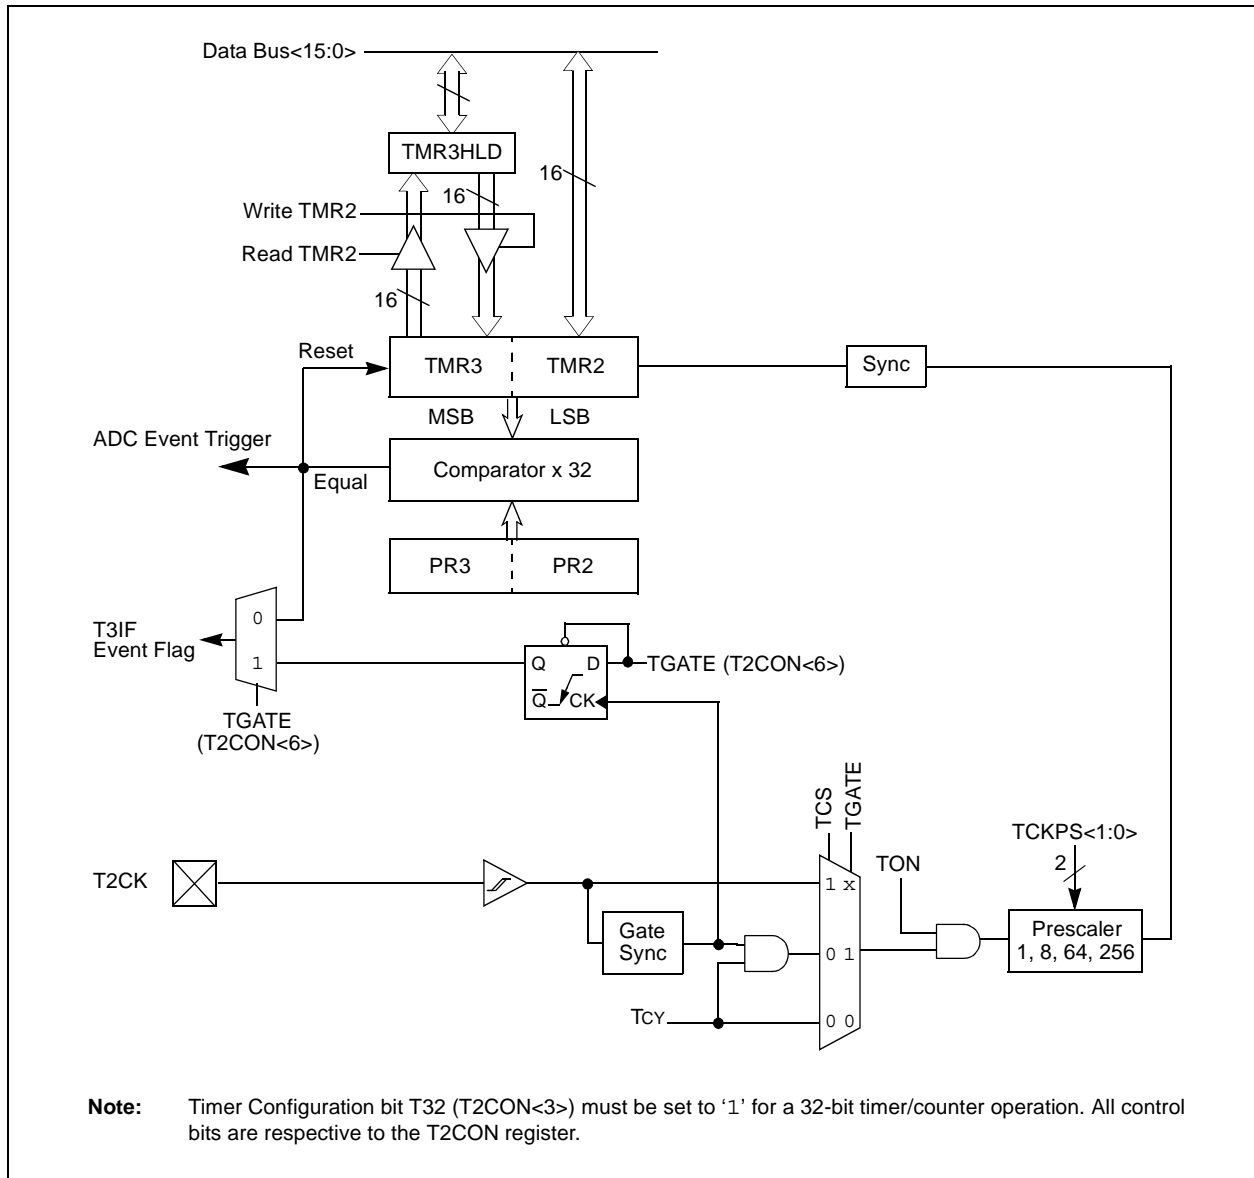 Data Bus<15:0>
TMR3HLD
16
16
Write TMR2
Read TMR2
16
Reset
TMR3
TMR2
Sync
MSB
LSB
ADC Event Trigger
Equal
Comparator x 32
PR3
PR2
0
1
T3IF
Event Flag
Q
D
Q̅
CK
TGATE (T2CON<6>)
TGATE
(T2CON<6>)
TCS
TGATE
TCKPS<1:0>
2
TON
T2CK
1 x
Gate
Sync
0 1
Prescaler
1, 8, 64, 256
TCY
0 0
Note: Timer Configuration bit T32 (T2CON<3>) must be set to ‘1’ for a 32-bit timer/counter operation. All control
bits are respective to the T2CON register.